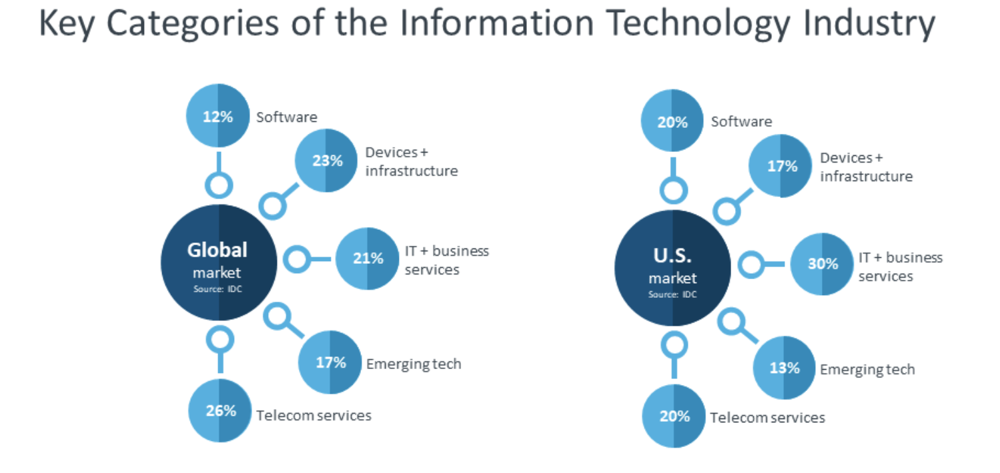 Key Categories of the Information Technology Industry
12%
Software
23%
Devices +
infrastructure
Global
market
Source: IDC
21%
IT + business
services
17%
Emerging tech
26%
Telecom services
20%
Software
17%
Devices +
infrastructure
U.S.
market
Source: IDC
30%
IT + business
services
13%
Emerging tech
20%
Telecom services